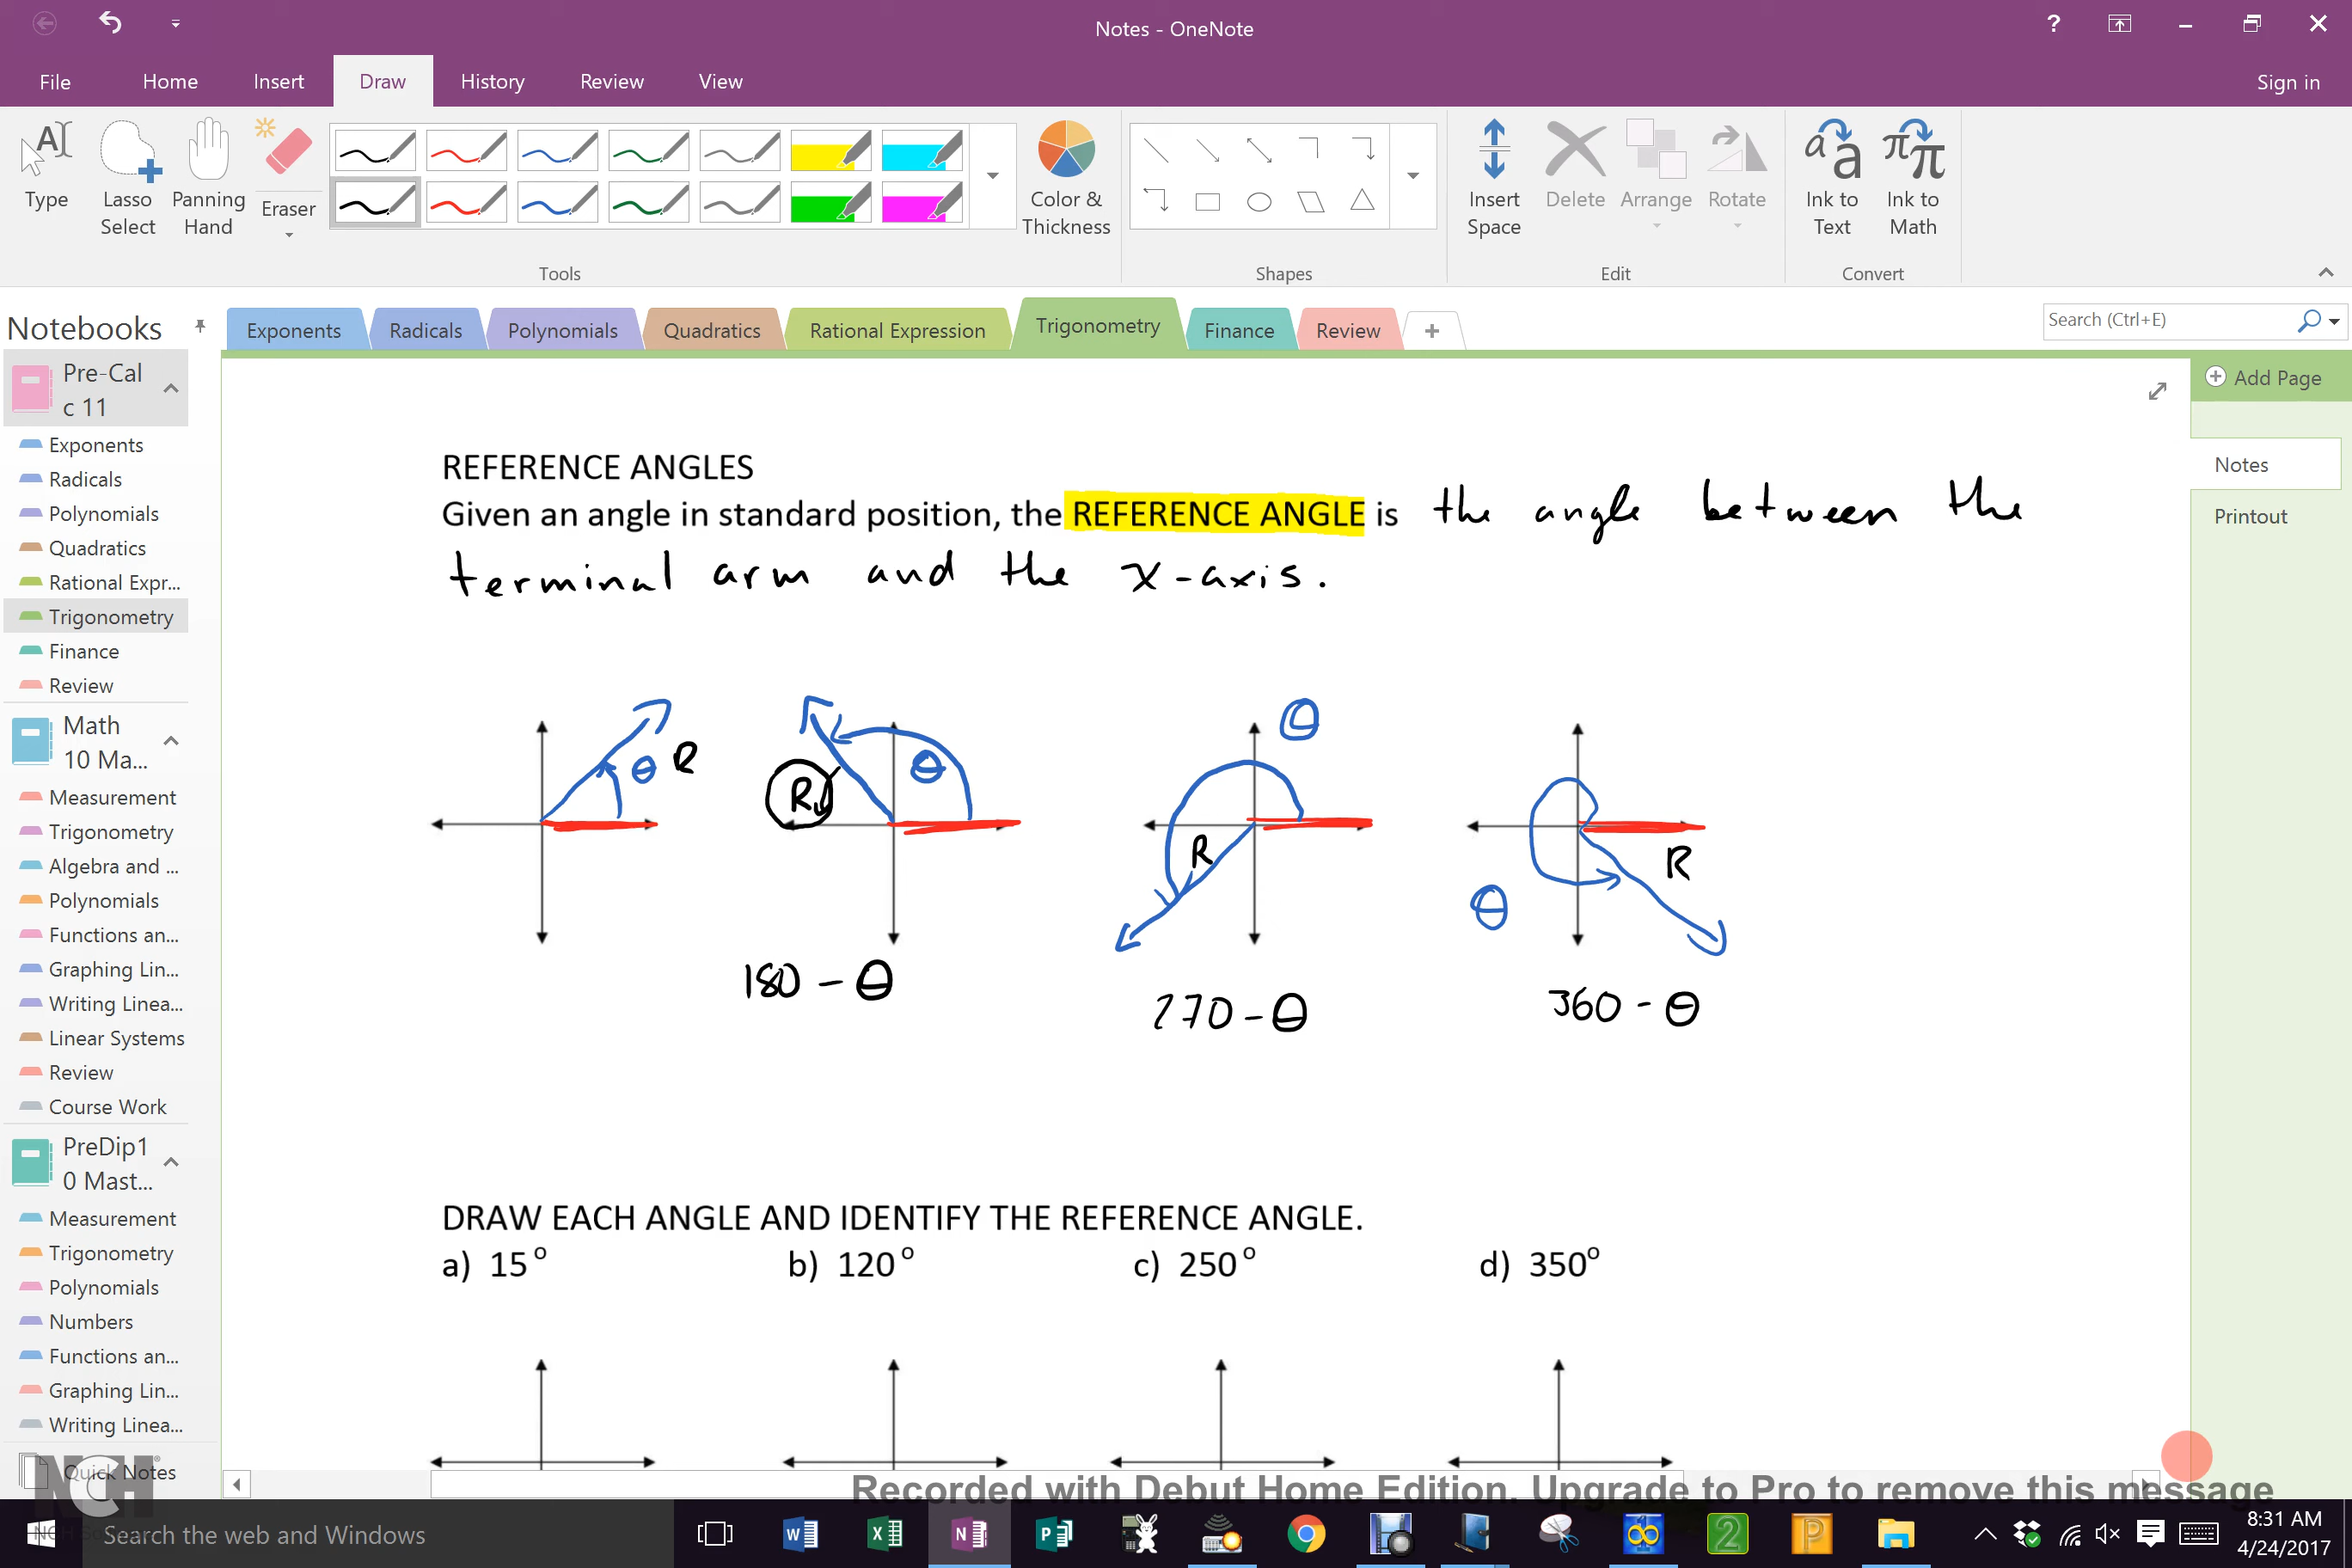 Notes - OneNote
?
File Home Insert Draw History Review View Sign in
Type
Lasso Select
Panning Hand
Eraser
Color & Thickness
Insert Space
Delete
Arrange
Rotate
Ink to Text
Ink to Math
Tools
Shapes
Edit
Convert
Notebooks
Exponents Radicals Polynomials Quadratics Rational Expression Trigonometry Finance Review +
Search (Ctrl+E)
Pre-Cal
c 11
Exponents
Radicals
Polynomials
Quadratics
Rational Expr...
Trigonometry
Finance
Review
Math
10 Ma...
Measurement
Trigonometry
Algebra and ...
Polynomials
Functions an...
Graphing Lin...
Writing Linea...
Linear Systems
Review
Course Work
PreDip1
0 Mast...
Measurement
Trigonometry
Polynomials
Numbers
Functions an...
Graphing Lin...
Writing Linea...
Quick Notes
Add Page
Notes
Printout
REFERENCE ANGLES
Given an angle in standard position, the REFERENCE ANGLE is the angle between the
terminal arm and the x-axis.
θ R
R θ
θ R
θ R
180 - θ
270 - θ
360 - θ
DRAW EACH ANGLE AND IDENTIFY THE REFERENCE ANGLE.
a) 15° b) 120° c) 250° d) 350°
Recorded with Debut Home Edition. Upgrade to Pro to remove this message
NCH
Search the web and Windows
8:31 AM
4/24/2017